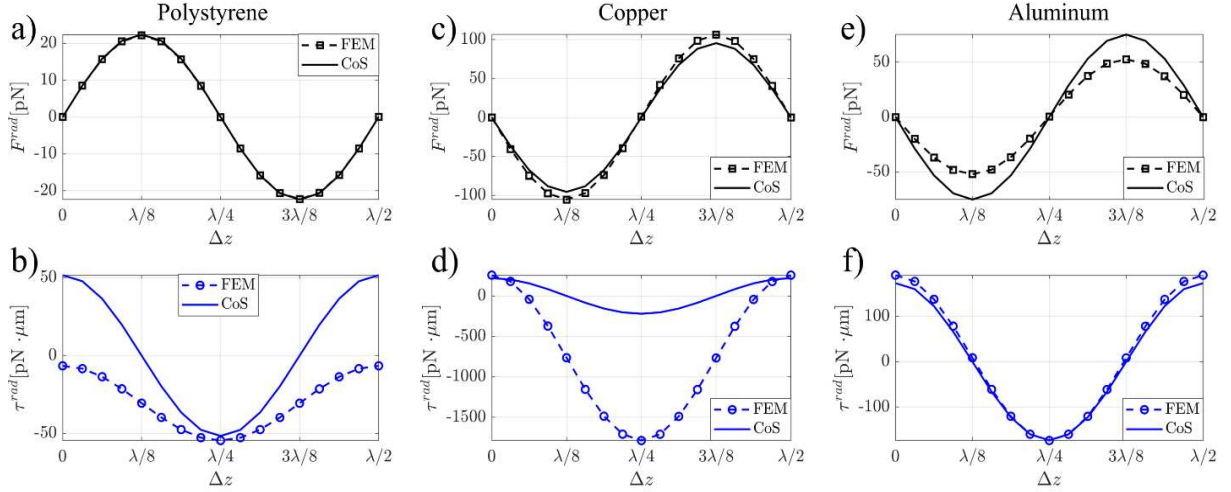 Polystyrene
Copper
Aluminum
a)
F^{rad}[pN]
20
10
0
-10
-20
0
λ/8
λ/4
3λ/8
λ/2
Δz
FEM
CoS
c)
F^{rad}[pN]
100
50
0
-50
-100
0
λ/8
λ/4
3λ/8
λ/2
Δz
FEM
CoS
e)
F^{rad}[pN]
50
0
-50
0
λ/8
λ/4
3λ/8
λ/2
Δz
FEM
CoS
b)
τ^{rad}[pN ·μm]
50
0
-50
0
λ/8
λ/4
3λ/8
λ/2
Δz
FEM
CoS
d)
τ^{rad}[pN ·μm]
0
-500
-1000
-1500
0
λ/8
λ/4
3λ/8
λ/2
Δz
FEM
CoS
f)
τ^{rad}[pN ·μm]
100
0
-100
0
λ/8
λ/4
3λ/8
λ/2
Δz
FEM
CoS